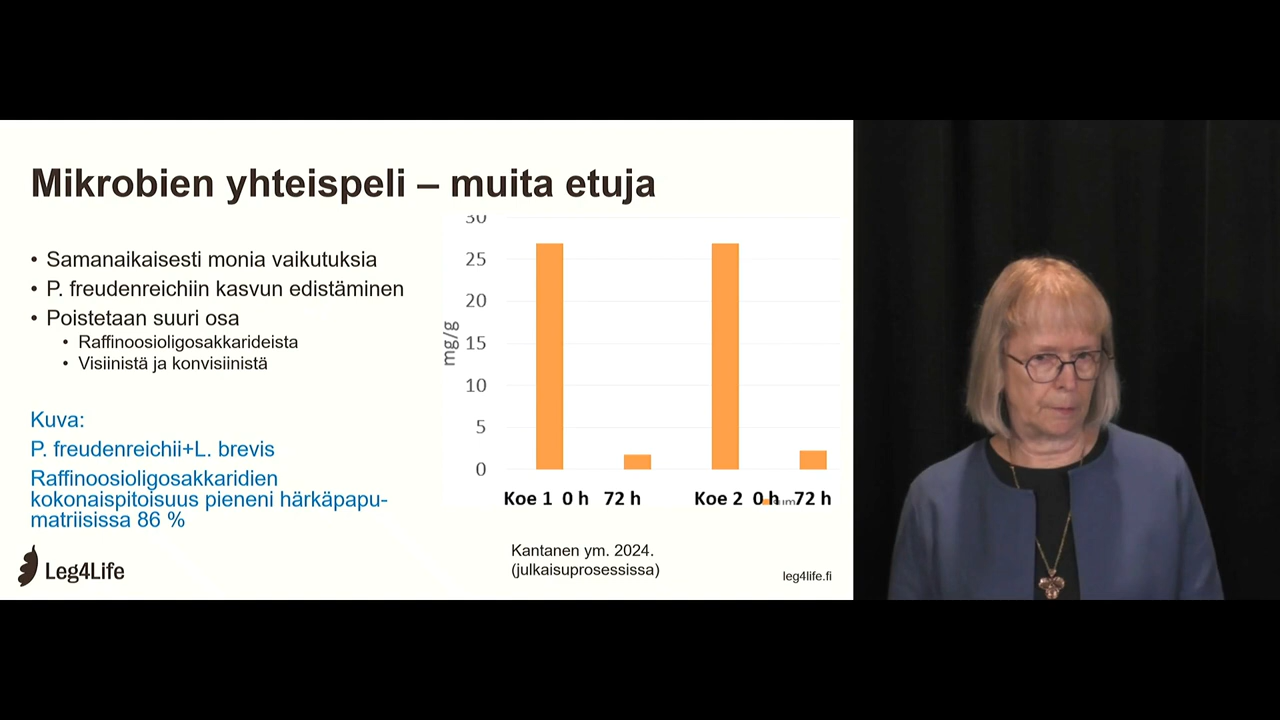 Mikrobien yhteispeli – muita etuja
• Samanaikaisesti monia vaikutuksia
• P. freudenreichiin kasvun edistäminen
• Poistetaan suuri osa
• Raffinoosioligosakkarideista
• Visiinistä ja konvisiinistä
Kuva:
P. freudenreichii+L. brevis
Raffinoosioligosakkaridien
kokonaispitoisuus pieneni härkäpapu-
matriisissa 86 %
Leg4Life
30
25
20
15
10
5
0
mg/g
Koe 1 0 h 72 h
Koe 2 0 h 72 h
Kantanen ym. 2024.
(julkaisuprosessissa)
leg4life.fi